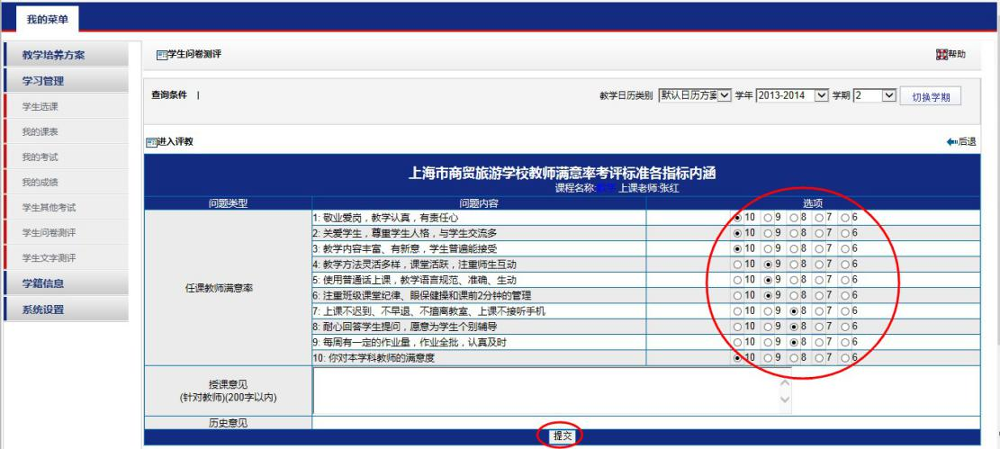 我的菜单
教学培养方案
学习管理
学生选课
我的课表
我的考试
我的成绩
学生其他考试
学生问卷测评
学生文字测评
学籍信息
系统设置
学生问卷测评
帮助
查询条件 |
教学日历类别 默认日历方案 学年 2013-2014 学期 2 切换学期
进入评教
后退
上海市商贸旅游学校教师满意率考评标准各指标内涵
课程名称:数学 上课老师:张红
问题类型 问题内容 选项
任课教师满意率
1: 敬业爱岗，教学认真，有责任心 10 9 8 7 6
2: 关爱学生，尊重学生人格，与学生交流多 10 9 8 7 6
3: 教学内容丰富、有新意，学生普遍能接受 10 9 8 7 6
4: 教学方法灵活多样，课堂活跃，注重师生互动 10 9 8 7 6
5: 使用普通话上课，教学语言规范、准确、生动 10 9 8 7 6
6: 注重班级课堂纪律、眼保健操和课前2分钟的管理 10 9 8 7 6
7: 上课不迟到、不早退、不擅离教室、上课不接听手机 10 9 8 7 6
8: 耐心回答学生提问，愿意为学生个别辅导 10 9 8 7 6
9: 每周有一定的作业量，作业全批，认真及时 10 9 8 7 6
10: 你对本学科教师的满意度 10 9 8 7 6
授课意见
(针对教师)(200字以内)
历史意见
提交